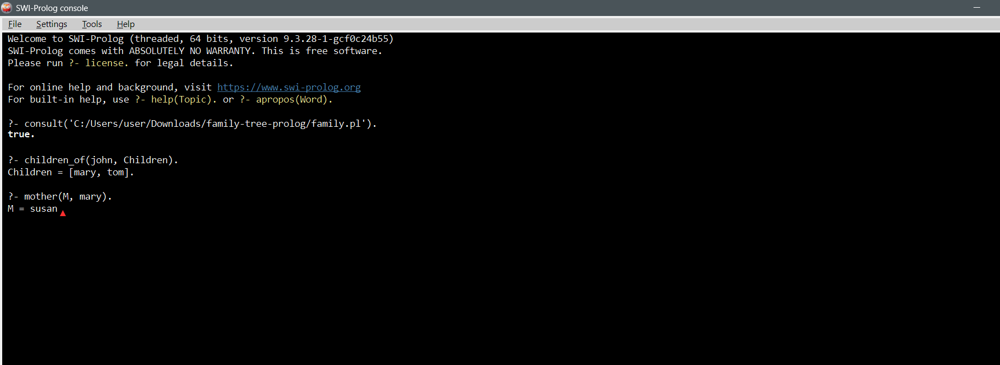 SWI-Prolog console
File Settings Tools Help
Welcome to SWI-Prolog (threaded, 64 bits, version 9.3.28-1-gcf0c24b55)
SWI-Prolog comes with ABSOLUTELY NO WARRANTY. This is free software.
Please run ?- license. for legal details.
For online help and background, visit https://www.swi-prolog.org
For built-in help, use ?- help(Topic). or ?- apropos(Word).
?- consult('C:/Users/user/Downloads/family-tree-prolog/family.pl').
true.
?- children_of(john, Children).
Children = [mary, tom].
?- mother(M, mary).
M = susan